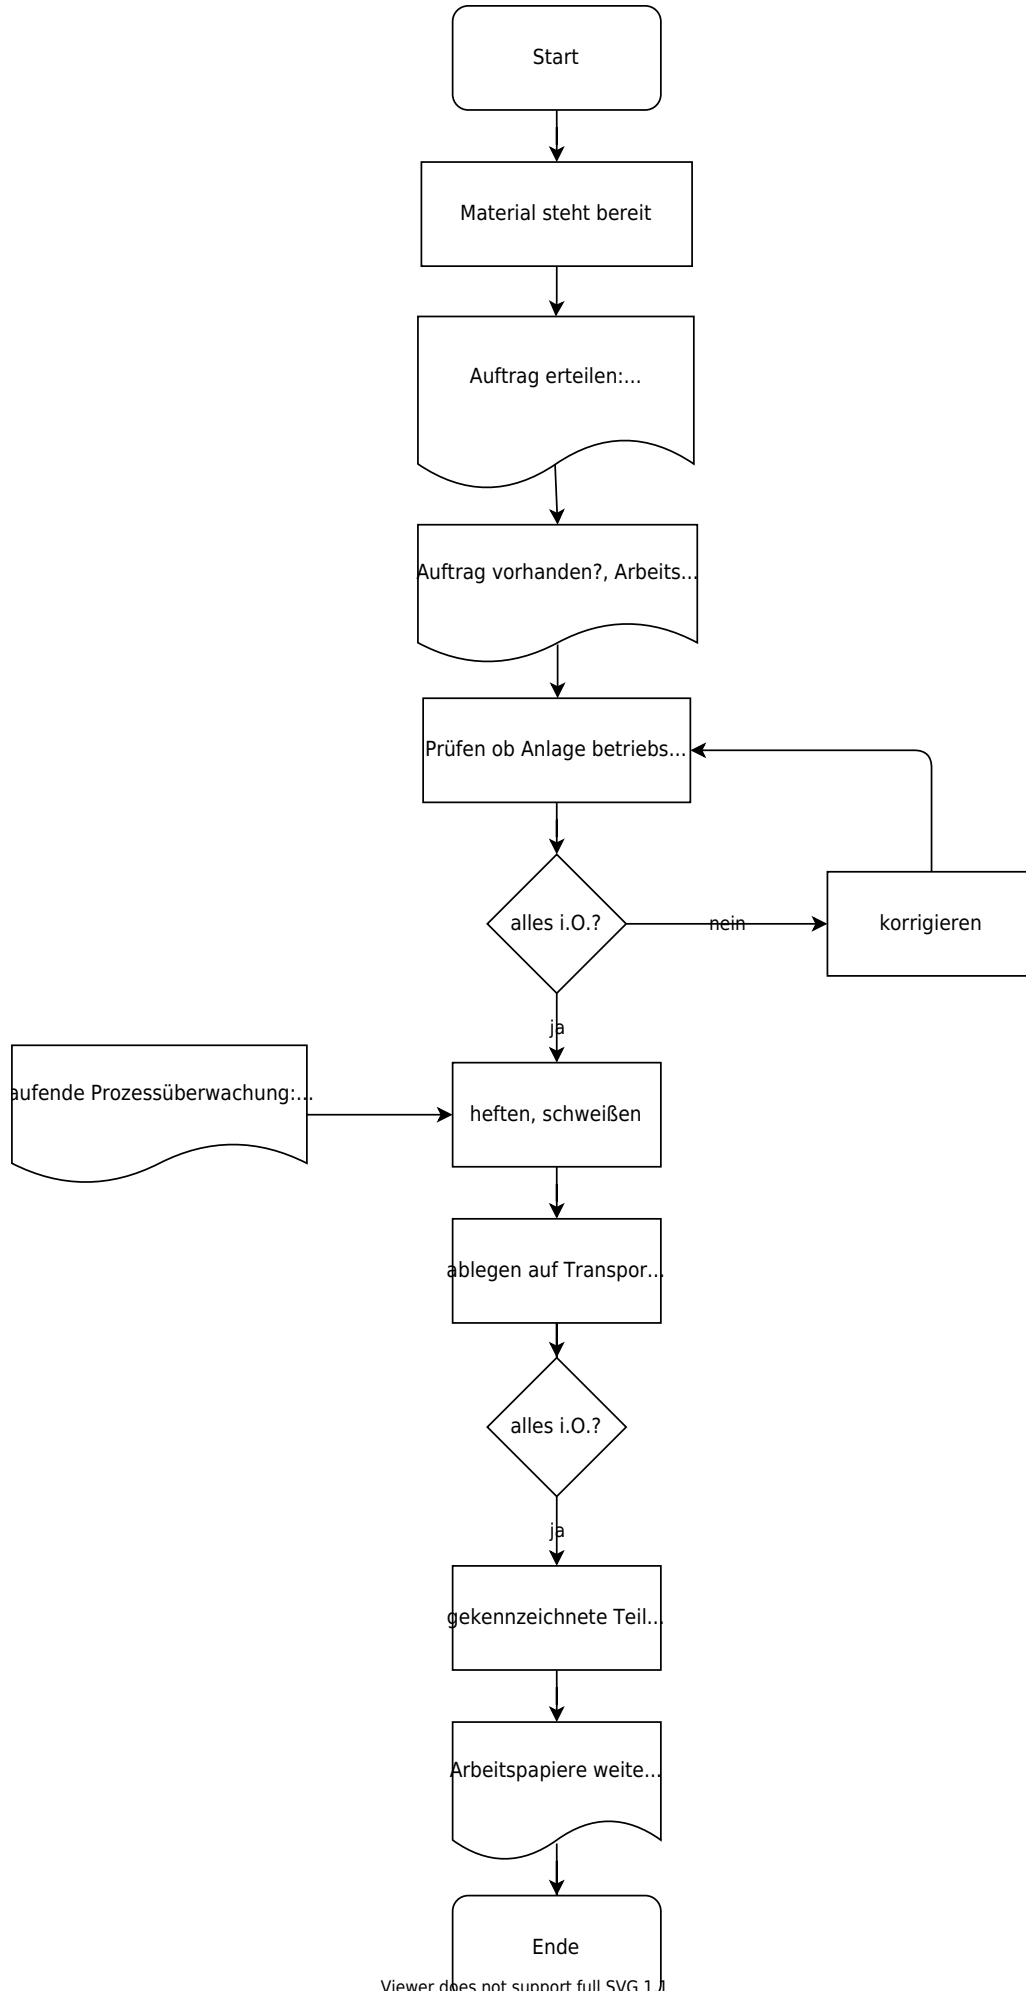 Start
Material steht bereit
Auftrag erteilen:...
Auftrag vorhanden?, Arbeits...
Prüfen ob Anlage betriebs...
alles i.O.?
nein
korrigieren
ja
aufende Prozessüberwachung:...
heften, schweißen
ablegen auf Transpor...
alles i.O.?
ja
gekennzeichnete Teil...
Arbeitspapiere weite...
Ende
Viewer does not support full SVG 1.1